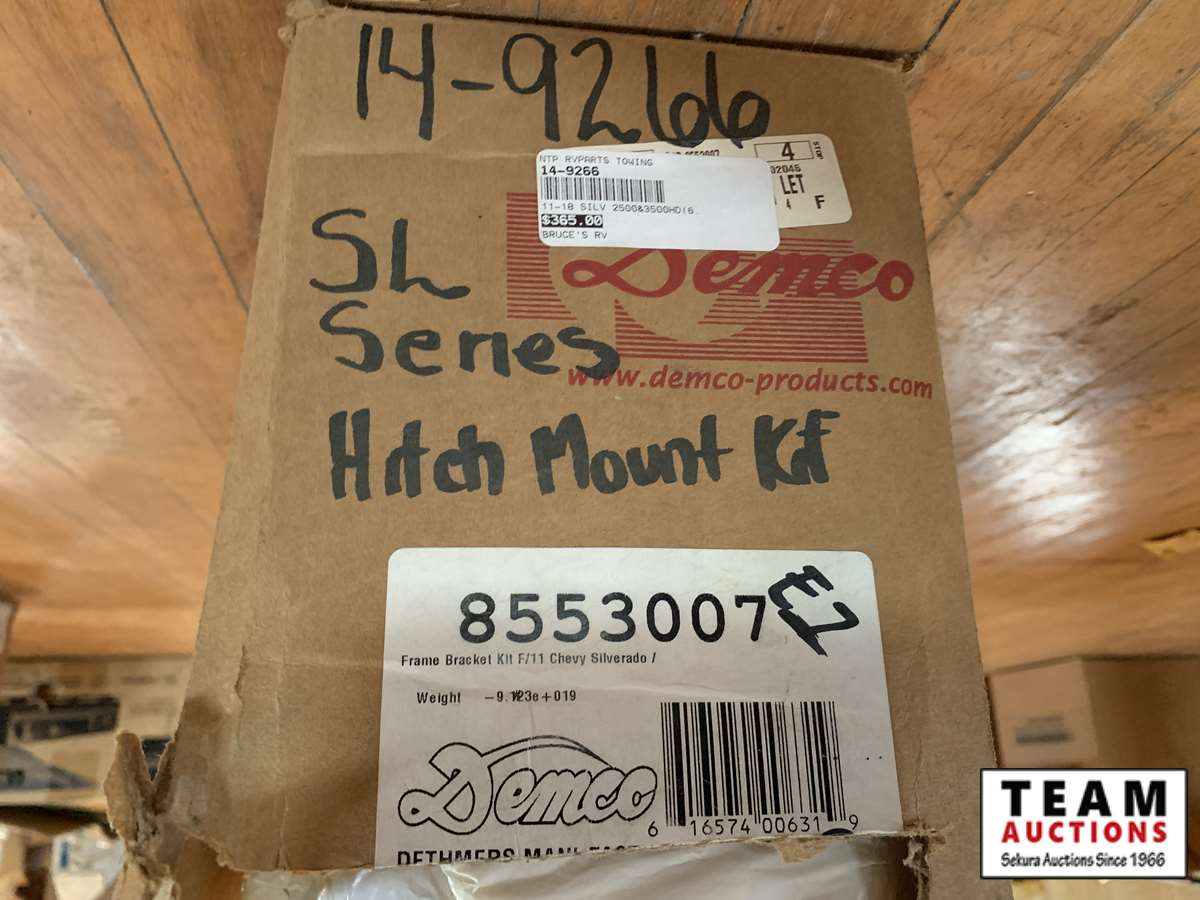 14-9266
4
STOP
LET
F
NTP RVPARTS TOWING
14-9266
11-18 SILV 2500&3500HD(6.
$365.00
BRUCE'S RV
Demco
SL
Series
www.demco-products.com
Hitch Mount Kit
8553007
Frame Bracket Kit F/11 Chevy Silverado /
Weight
Demco
6 16574 00631 9
TEAM
AUCTIONS
Sekura Auctions Since 1966